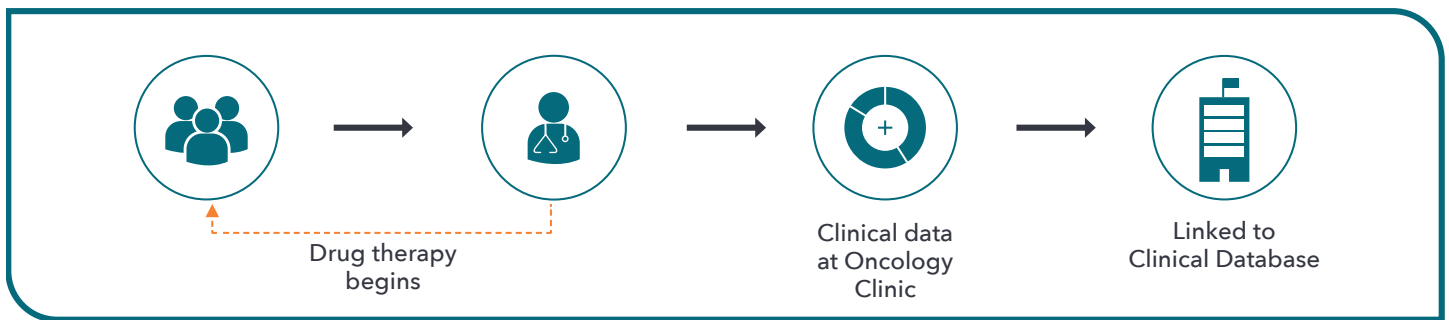 Drug therapy
begins
Clinical data
at Oncology
Clinic
Linked to
Clinical Database